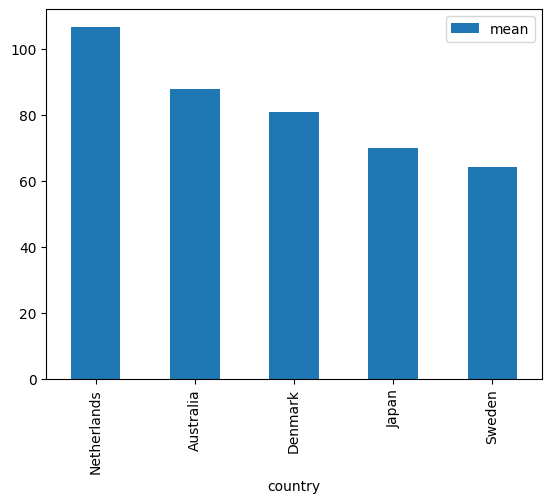 mean
100
80
60
40
20
0
Netherlands
Australia
Denmark
Japan
Sweden
country